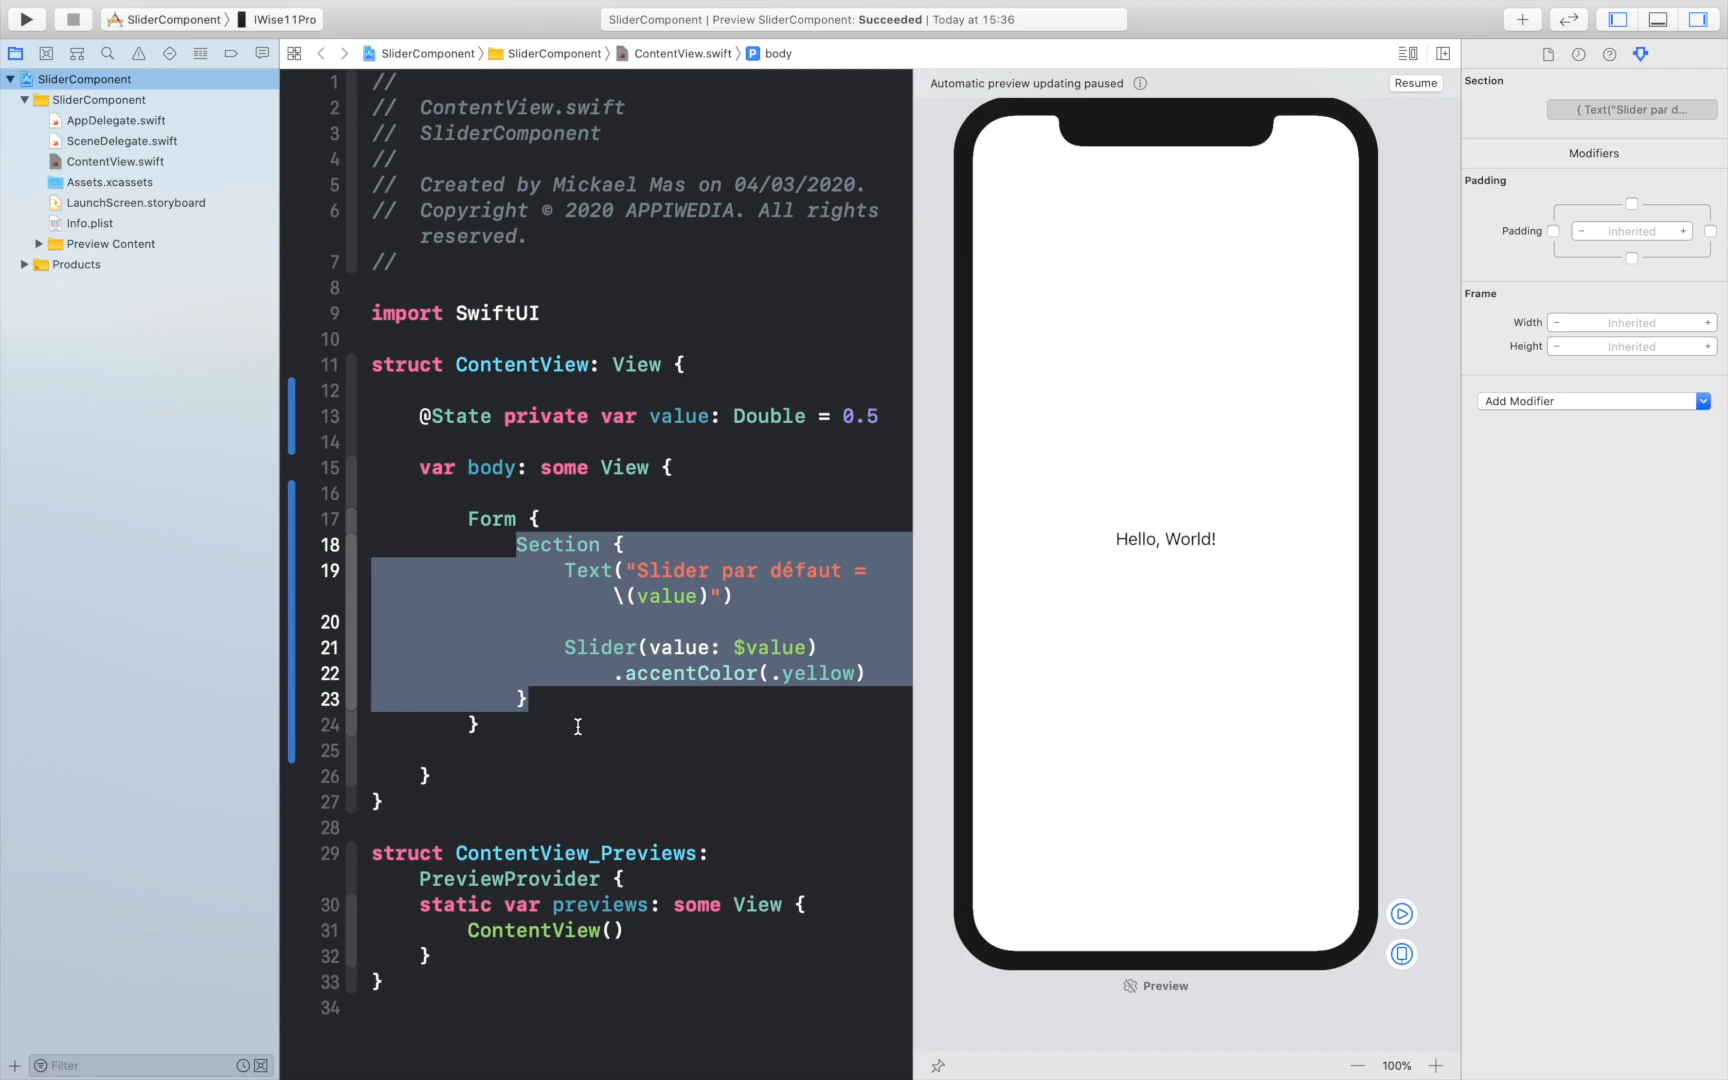 SliderComponent 〉 IWise11Pro
SliderComponent | Preview SliderComponent: Succeeded | Today at 15:36
SliderComponent 〉 SliderComponent 〉 ContentView.swift 〉 P body
SliderComponent
SliderComponent
AppDelegate.swift
SceneDelegate.swift
ContentView.swift
Assets.xcassets
LaunchScreen.storyboard
Info.plist
Preview Content
Products
Filter
1 //
2 //  ContentView.swift
3 //  SliderComponent
4 //
5 //  Created by Mickael Mas on 04/03/2020.
6 //  Copyright © 2020 APPIWEDIA. All rights
reserved.
7 //
8
9 import SwiftUI
10
11 struct ContentView: View {
12
13     @State private var value: Double = 0.5
14
15     var body: some View {
16
17         Form {
18             Section {
19                 Text("Slider par défaut =
\(value)")
20
21                 Slider(value: $value)
22                     .accentColor(.yellow)
23             }
24         }
25
26     }
27 }
28
29 struct ContentView_Previews:
PreviewProvider {
30     static var previews: some View {
31         ContentView()
32     }
33 }
34
Automatic preview updating paused
Resume
Hello, World!
Preview
100%
Section
{ Text("Slider par d...
Modifiers
Padding
Padding − Inherited +
Frame
Width − Inherited +
Height − Inherited +
Add Modifier